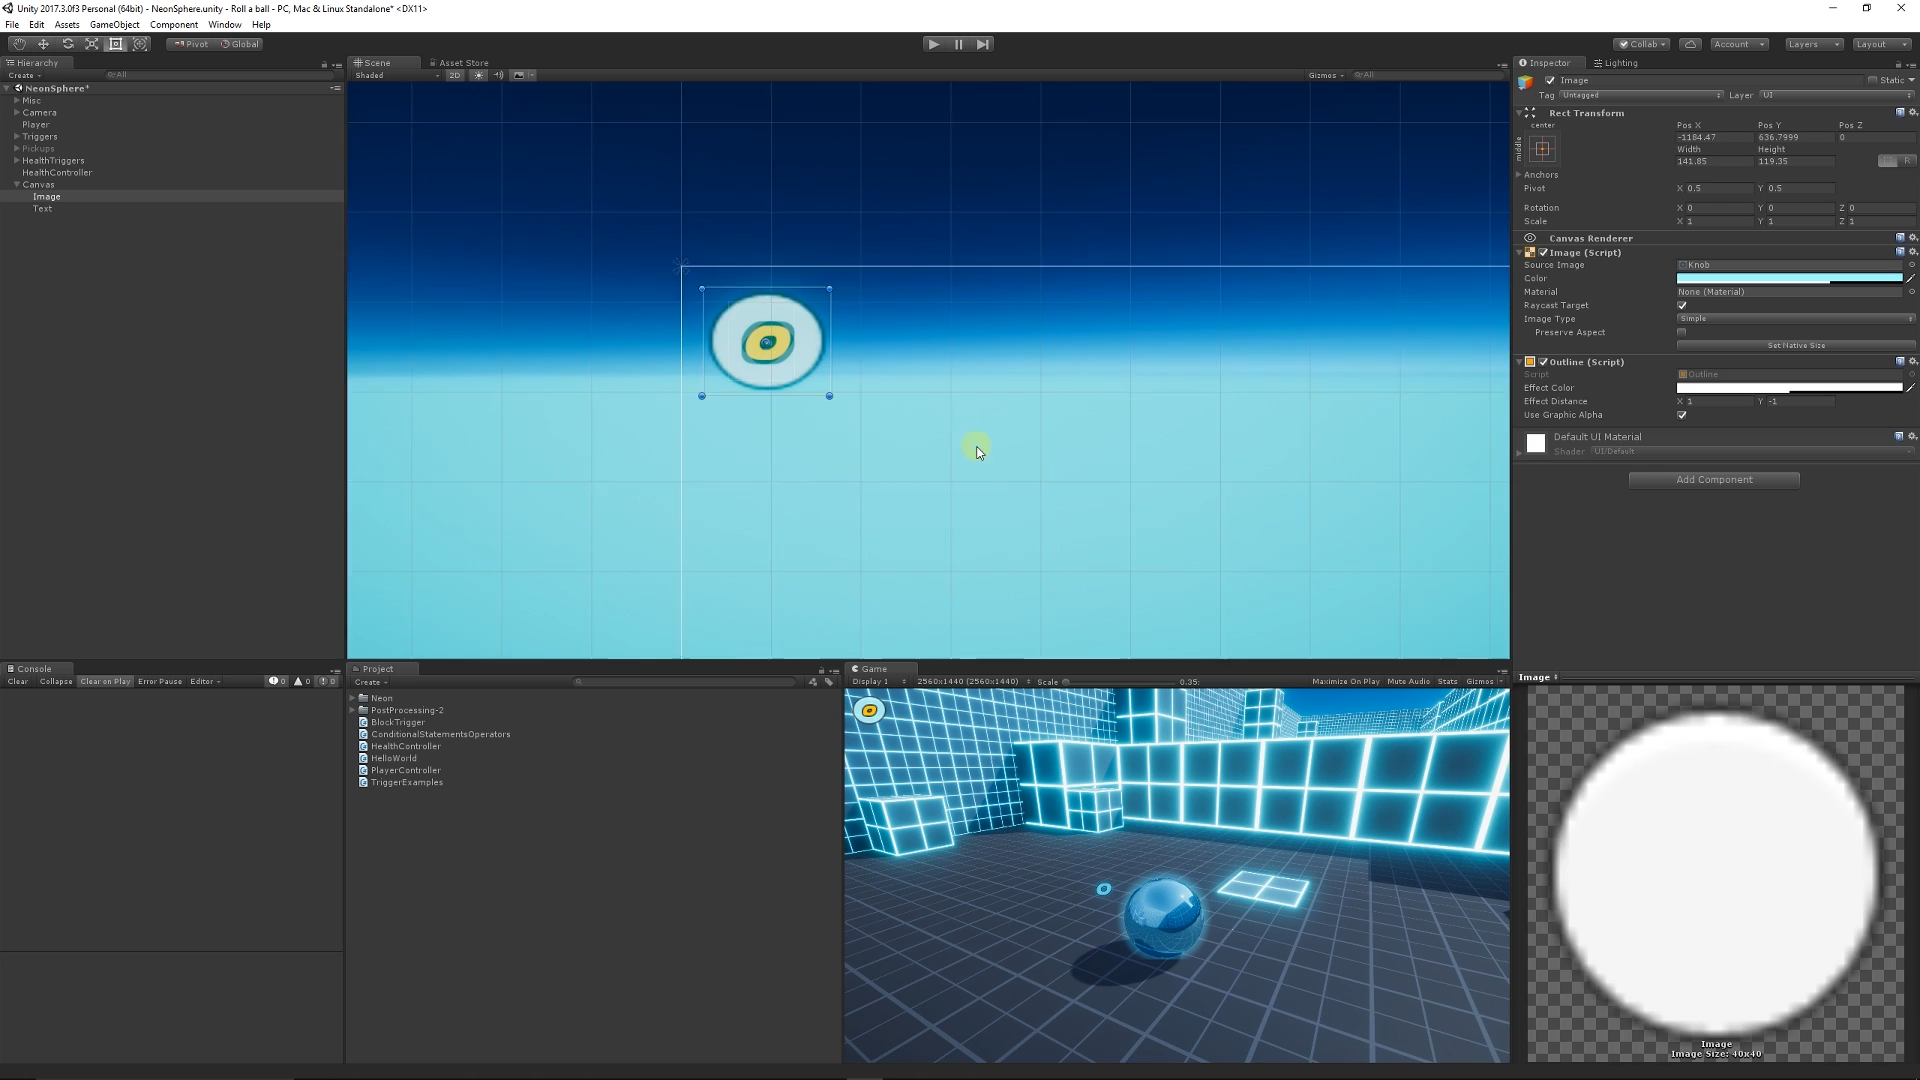 Unity 2017.3.0f3 Personal (64bit) - NeonSphere.unity - Roll a ball - PC, Mac & Linux Standalone* <DX11>
File Edit Assets GameObject Component Window Help
Pivot Global
Collab Account Layers Layout
Hierarchy
Create All
NeonSphere*
Misc
Camera
Player
Triggers
Pickups
HealthTriggers
HealthController
Canvas
Image
Text
Scene Asset Store
Shaded 2D Gizmos All
0
Inspector Lighting
Image Static
Tag Untagged Layer UI
Rect Transform
center
middle
Pos X Pos Y Pos Z
-1184.47 636.7999 0
Width Height
141.85 119.35 R
Anchors
Pivot X 0.5 Y 0.5
Rotation X 0 Y 0 Z 0
Scale X 1 Y 1 Z 1
Canvas Renderer
Image (Script)
Source Image Knob
Color
Material None (Material)
Raycast Target
Image Type Simple
Preserve Aspect
Set Native Size
Outline (Script)
Script Outline
Effect Color
Effect Distance X 1 Y -1
Use Graphic Alpha
Default UI Material
Shader UI/Default
Add Component
Console
Clear Collapse Clear on Play Error Pause Editor 0 0 0
Project
Create
Neon
PostProcessing-2
BlockTrigger
ConditionalStatementsOperators
HealthController
HelloWorld
PlayerController
TriggerExamples
Game
Display 1 2560x1440 (2560x1440) Scale 0.35: Maximize On Play Mute Audio Stats Gizmos
0
Image
Image
Image Size: 40x40